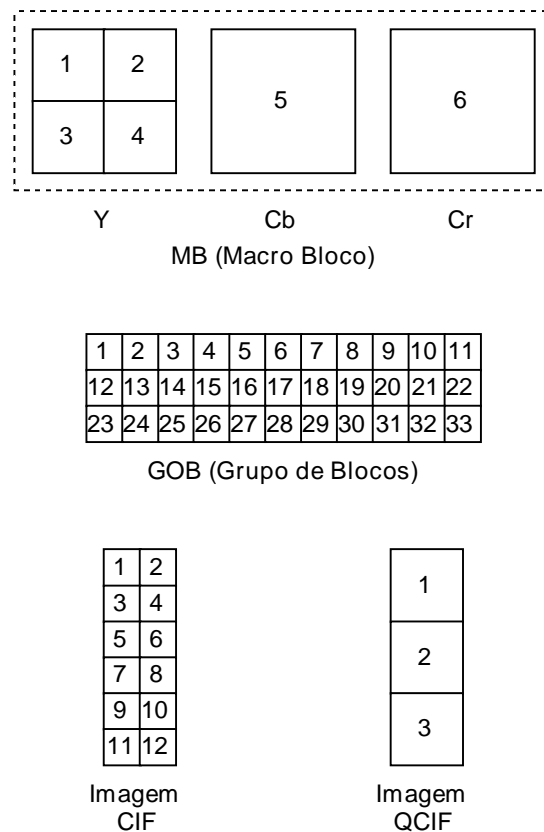 1 2
3 4
5
6
Y Cb Cr
MB (Macro Bloco)
1 2 3 4 5 6 7 8 9 10 11
12 13 14 15 16 17 18 19 20 21 22
23 24 25 26 27 28 29 30 31 32 33
GOB (Grupo de Blocos)
1 2
3 4
5 6
7 8
9 10
11 12
Imagem
CIF
1
2
3
Imagem
QCIF